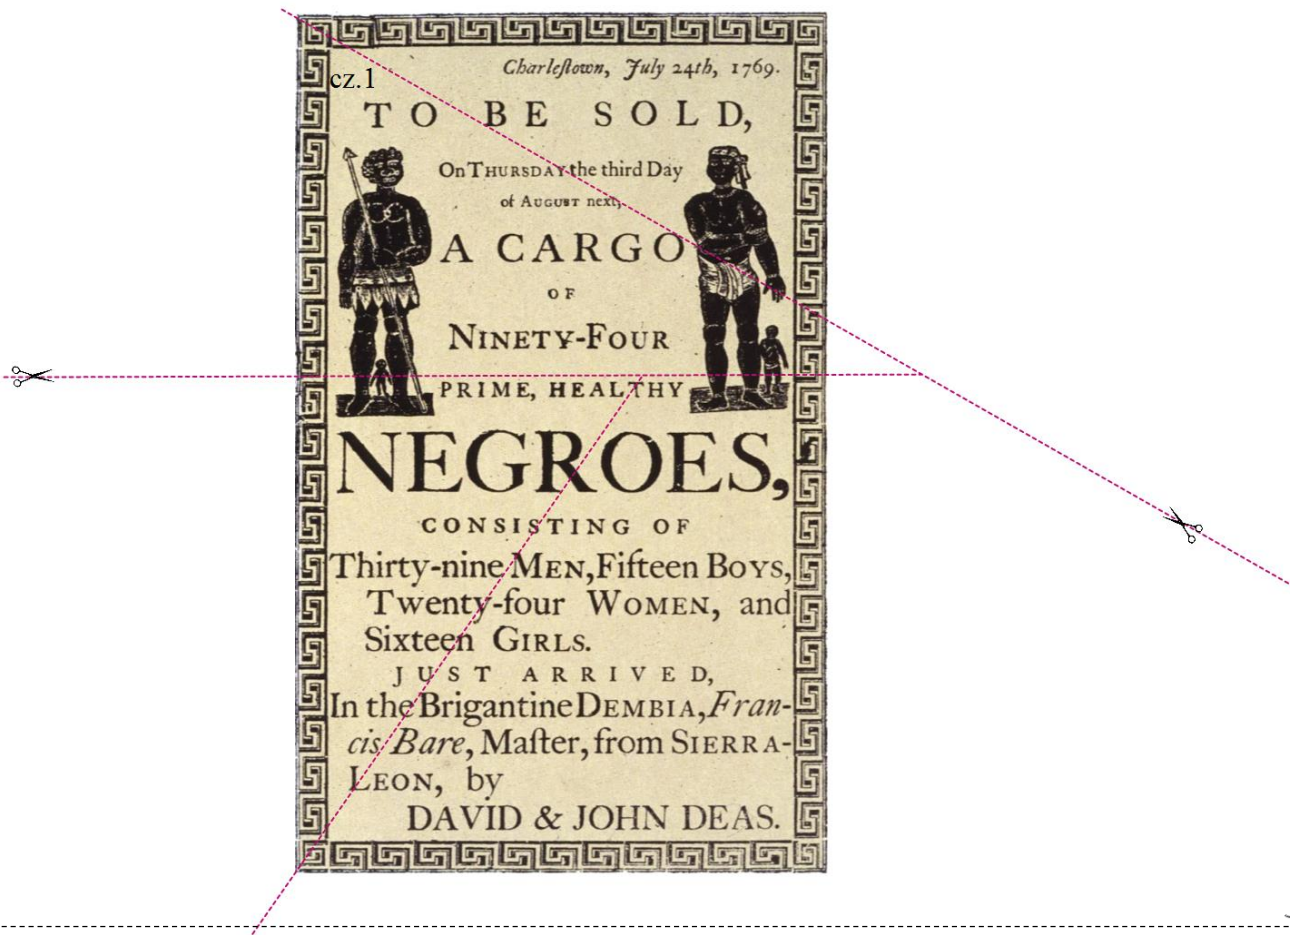 Charleſtown, July 24th, 1769.
cz.1
TO BE SOLD,
On THURSDAY the third Day
of AUGUST next,
A CARGO
OF
NINETY-FOUR
PRIME, HEALTHY
NEGROES,
CONSISTING OF
Thirty-nine MEN, Fifteen BOYS,
Twenty-four WOMEN, and
Sixteen GIRLS.
JUST ARRIVED,
In the Brigantine DEMBIA, Fran-
cis Bare, Maſter, from SIERRA-
LEON, by
DAVID & JOHN DEAS.